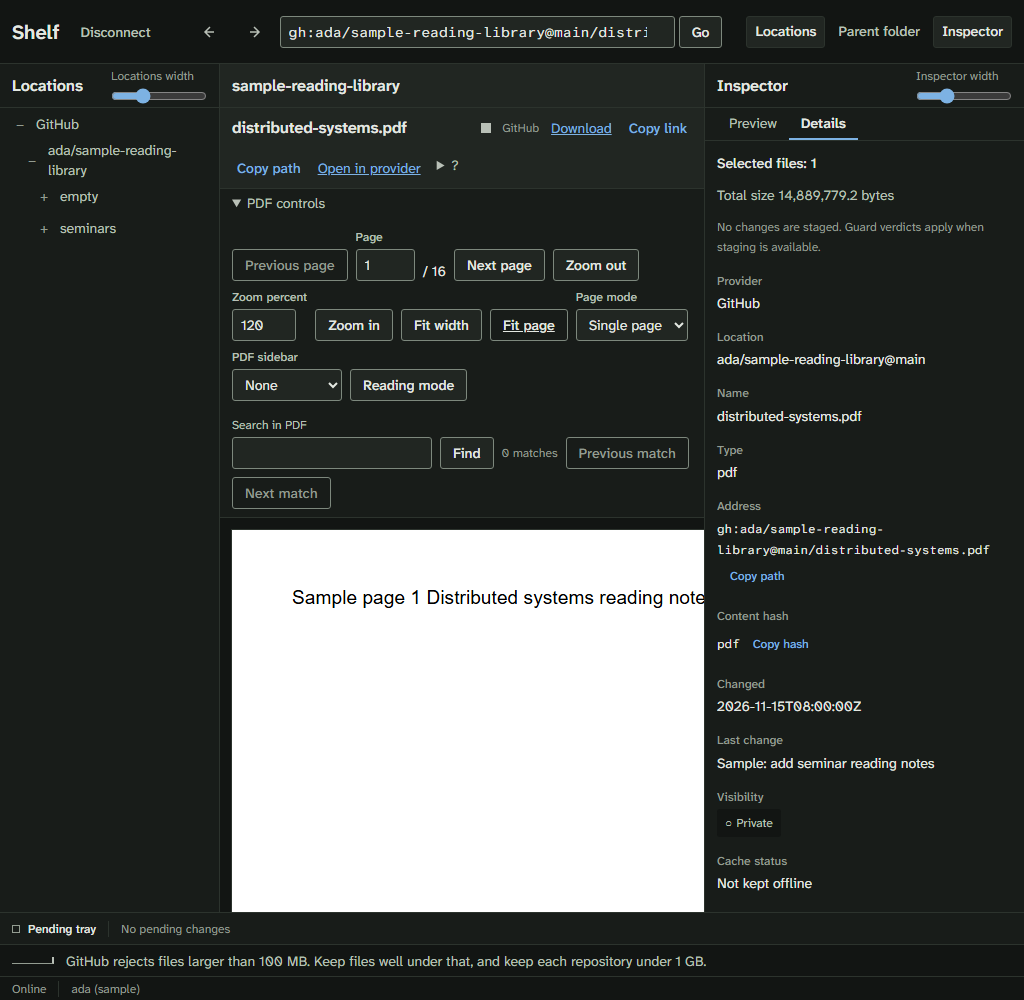 Shelf Disconnect ← → gh:ada/sample-reading-library@main/distri Go Locations Parent folder Inspector
Locations Locations width
– GitHub
– ada/sample-reading-
library
+ empty
+ seminars
sample-reading-library
distributed-systems.pdf GitHub Download Copy link
Copy path Open in provider ▶ ?
▼ PDF controls
Page
Previous page 1 / 16 Next page Zoom out
Zoom percent Page mode
120 Zoom in Fit width Fit page Single page
PDF sidebar
None Reading mode
Search in PDF
Find 0 matches Previous match
Next match
Sample page 1 Distributed systems reading note
Inspector Inspector width
Preview Details
Selected files: 1
Total size 14,889,779.2 bytes
No changes are staged. Guard verdicts apply when
staging is available.
Provider
GitHub
Location
ada/sample-reading-library@main
Name
distributed-systems.pdf
Type
pdf
Address
gh:ada/sample-reading-
library@main/distributed-systems.pdf
Copy path
Content hash
pdf Copy hash
Changed
2026-11-15T08:00:00Z
Last change
Sample: add seminar reading notes
Visibility
○ Private
Cache status
Not kept offline
Pending tray No pending changes
GitHub rejects files larger than 100 MB. Keep files well under that, and keep each repository under 1 GB.
Online ada (sample)